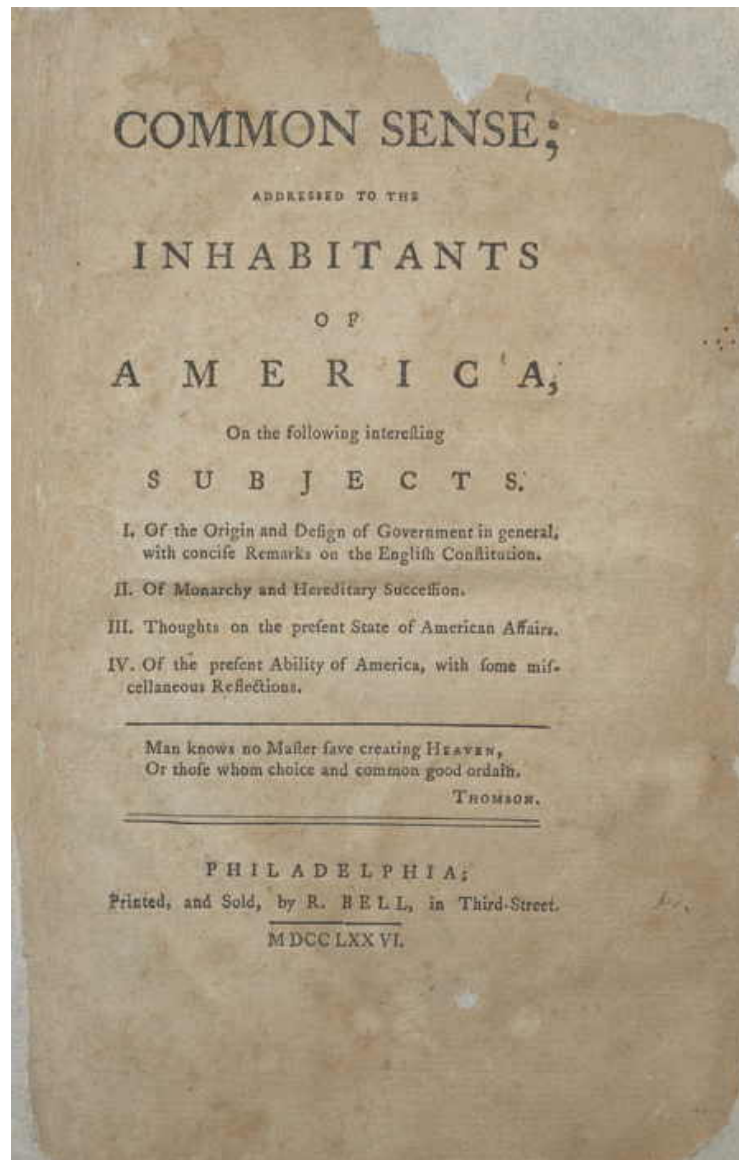 COMMON SENSE;
ADDRESSED TO THE
INHABITANTS
OF
AMERICA,
On the following intereſting
SUBJECTS.
I. Of the Origin and Deſign of Government in general,
with conciſe Remarks on the Engliſh Conſtitution.
II. Of Monarchy and Hereditary Succeſſion.
III. Thoughts on the preſent State of American Affairs.
IV. Of the preſent Ability of America, with ſome miſ-
cellaneous Reflections.
Man knows no Maſter ſave creating HEAVEN,
Or thoſe whom choice and common good ordain.
THOMSON.
PHILADELPHIA;
Printed, and Sold, by R. BELL, in Third-Street.
MDCCLXXVI.